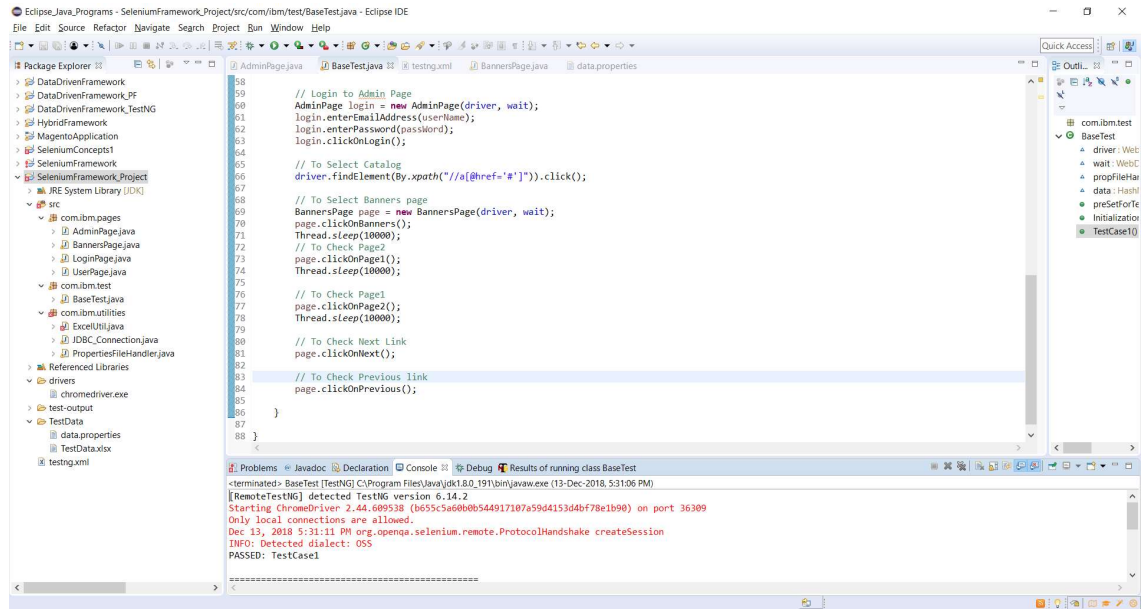 Eclipse_Java_Programs - SeleniumFramework_Project/src/com/ibm/test/BaseTest.java - Eclipse IDE
File Edit Source Refactor Navigate Search Project Run Window Help
Quick Access
Package Explorer
DataDrivenFramework
DataDrivenFramework_PF
DataDrivenFramework_TestNG
HybridFramework
MagentoApplication
SeleniumConcepts1
SeleniumFramework
SeleniumFramework_Project
JRE System Library [JDK]
src
com.ibm.pages
AdminPage.java
BannersPage.java
LoginPage.java
UserPage.java
com.ibm.test
BaseTest.java
com.ibm.utilities
ExcelUtil.java
JDBC_Connection.java
PropertiesFileHandler.java
Referenced Libraries
drivers
chromedriver.exe
test-output
TestData
data.properties
TestData.xlsx
testng.xml
AdminPage.java BaseTest.java testng.xml BannersPage.java data.properties
58
59 // Login to Admin Page
60 AdminPage login = new AdminPage(driver, wait);
61 login.enterEmailAddress(userName);
62 login.enterPassword(passWord);
63 login.clickOnLogin();
64
65 // To Select Catalog
66 driver.findElement(By.xpath("//a[@href='#']")).click();
67
68 // To Select Banners page
69 BannersPage page = new BannersPage(driver, wait);
70 page.clickOnBanners();
71 Thread.sleep(10000);
72 // To Check Page2
73 page.clickOnPage1();
74 Thread.sleep(10000);
75
76 // To Check Page1
77 page.clickOnPage2();
78 Thread.sleep(10000);
79
80 // To Check Next Link
81 page.clickOnNext();
82
83 // To Check Previous link
84 page.clickOnPrevious();
85
86 }
87
88 }
Outli...
com.ibm.test
BaseTest
driver : Web
wait : WebD
propFileHan
data : Hash
preSetForTe
Initialization
TestCase1()
Problems Javadoc Declaration Console Debug Results of running class BaseTest
<terminated> BaseTest [TestNG] C:\Program Files\Java\jdk1.8.0_191\bin\javaw.exe (13-Dec-2018, 5:31:06 PM)
[RemoteTestNG] detected TestNG version 6.14.2
Starting ChromeDriver 2.44.609538 (b655c5a60b0b544917107a59d4153d4bf78e1b90) on port 36309
Only local connections are allowed.
Dec 13, 2018 5:31:11 PM org.openqa.selenium.remote.ProtocolHandshake createSession
INFO: Detected dialect: OSS
PASSED: TestCase1
===============================================